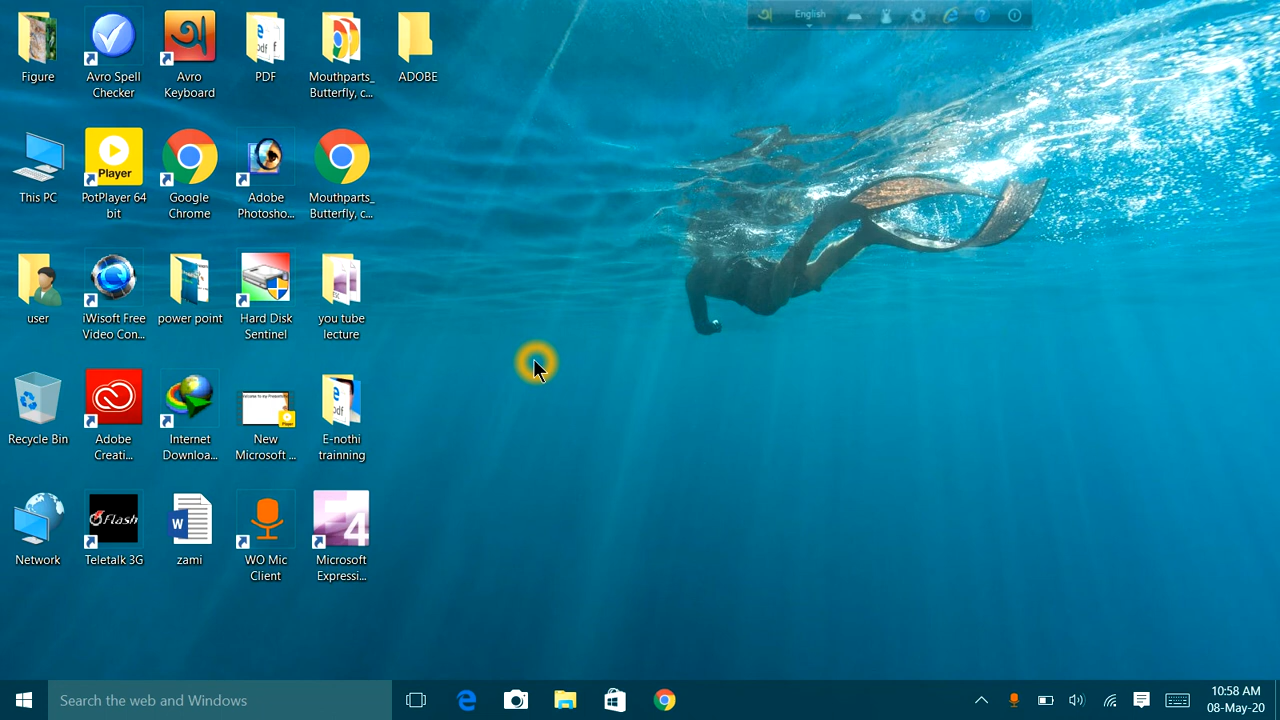 Figure
Avro Spell
Checker
Avro
Keyboard
PDF
Mouthparts_
Butterfly, c...
ADOBE
English
This PC
Player
PotPlayer 64
bit
Google
Chrome
Adobe
Photosho...
Mouthparts_
Butterfly, c...
user
iWisoft Free
Video Con...
power point
Hard Disk
Sentinel
you tube
lecture
Recycle Bin
Adobe
Creati...
Internet
Downloa...
New
Microsoft ...
E-nothi
trainning
Network
Flash
Teletalk 3G
W
zami
WO Mic
Client
4
Microsoft
Expressi...
Search the web and Windows
10:58 AM
08-May-20